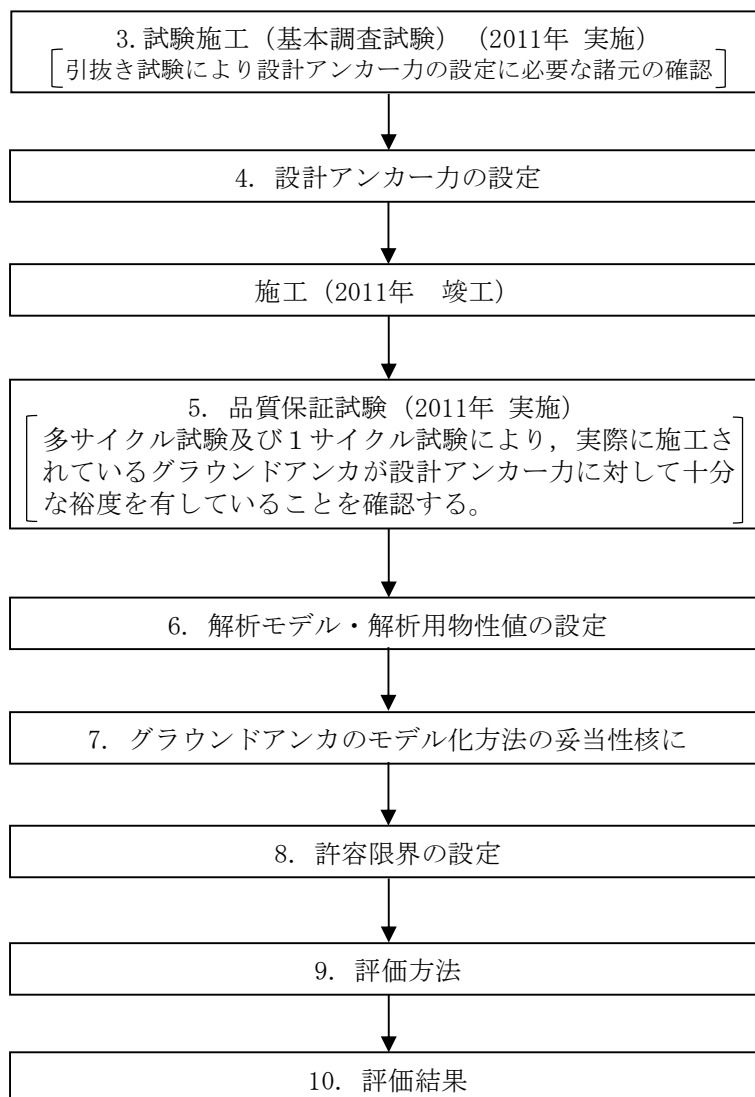 3.試験施工（基本調査試験）（2011年 実施）
引抜き試験により設計アンカー力の設定に必要な諸元の確認
4. 設計アンカー力の設定
施工（2011年　竣工）
5. 品質保証試験（2011年 実施）
多サイクル試験及び１サイクル試験により，実際に施工さ
れているグラウンドアンカが設計アンカー力に対して十分
な裕度を有していることを確認する。
6. 解析モデル・解析用物性値の設定
7. グラウンドアンカのモデル化方法の妥当性核に
8. 許容限界の設定
9. 評価方法
10. 評価結果